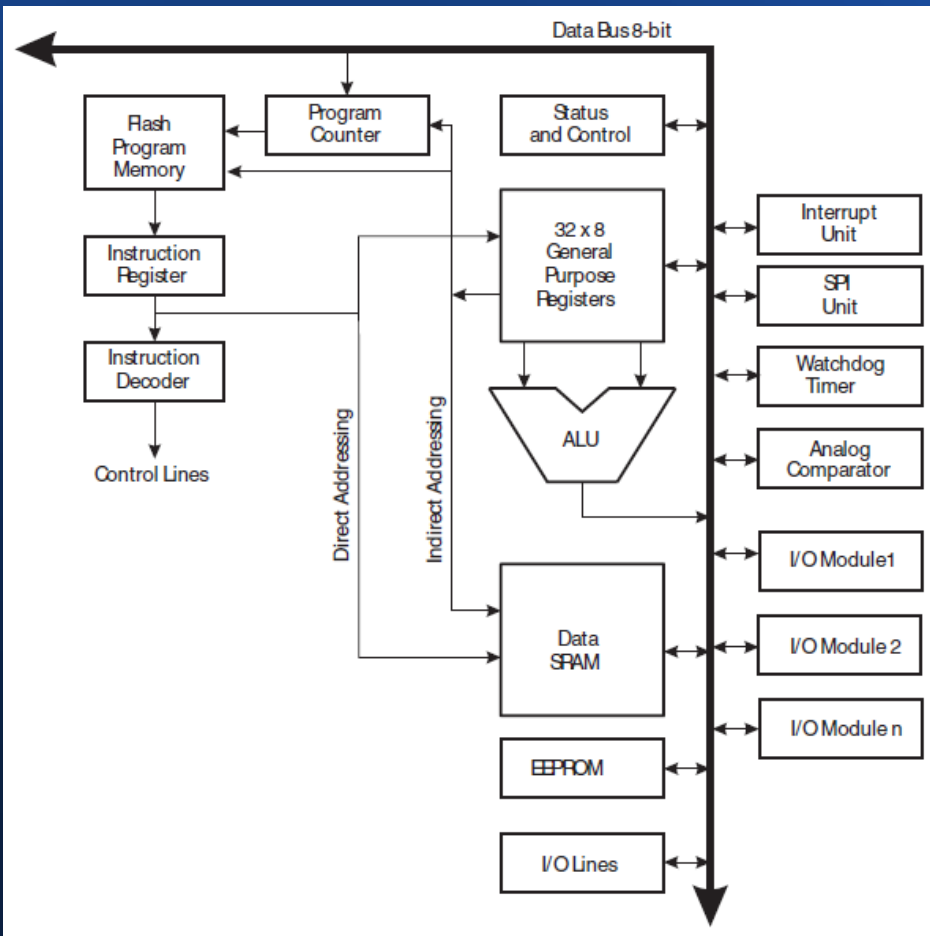 Data Bus 8-bit
Flash
Program
Memory
Program
Counter
Status
and Control
Instruction
Register
32 x 8
General
Purpose
Registers
Interrupt
Unit
SPI
Unit
Instruction
Decoder
Watchdog
Timer
ALU
Analog
Comparator
Control Lines
Direct Addressing
Indirect Addressing
I/O Module1
Data
SRAM
I/O Module 2
I/O Module n
EEPROM
I/O Lines